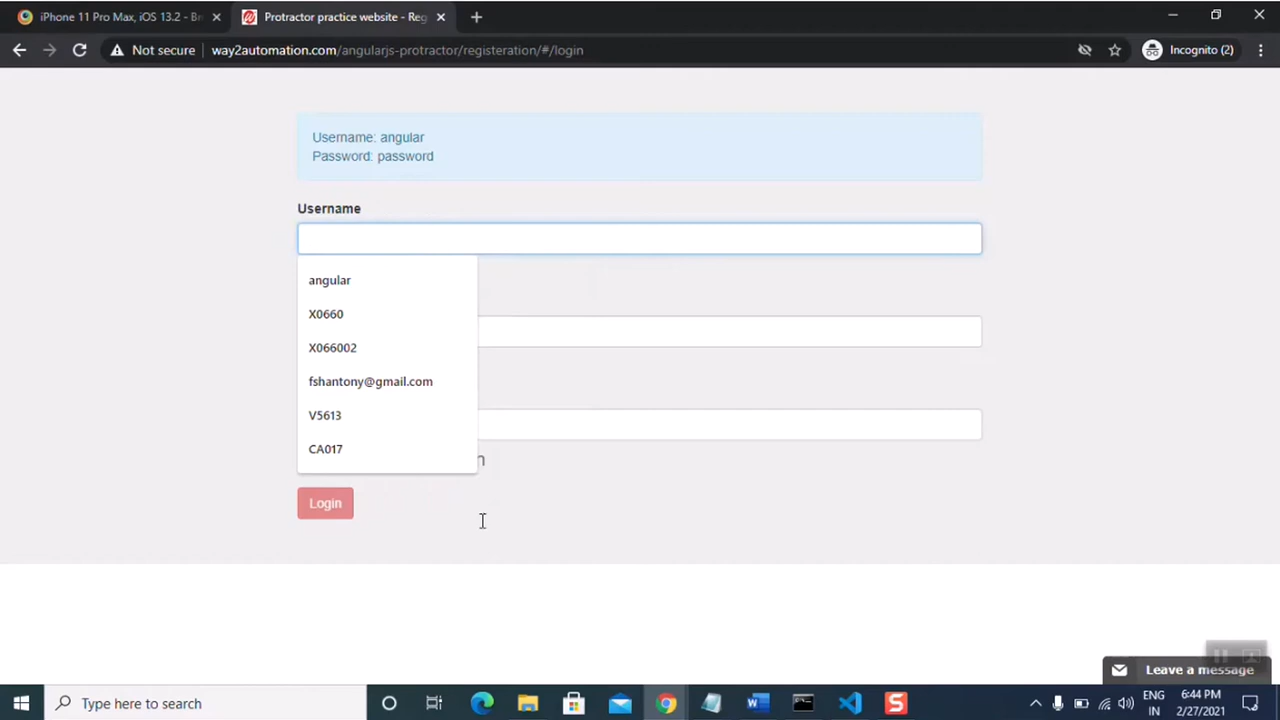 iPhone 11 Pro Max, iOS 13.2 - Br
Protractor practice website - Reg
Not secure
way2automation.com/angularjs-protractor/registeration/#/login
Incognito (2)
Username: angular
Password: password
Username
angular
X0660
X066002
fshantony@gmail.com
V5613
CA017
n
Login
Leave a message
Type here to search
W
S
ENG
IN
6:44 PM
2/27/2021